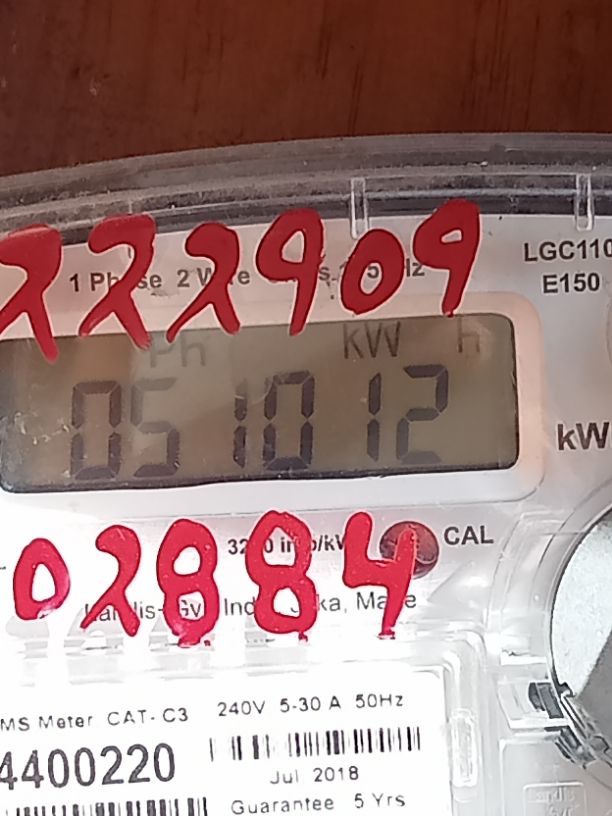 222909
1 Phase 2 Wire
LGC110
E150
Ph kW h
051012
kW
02884
CAL
MS Meter CAT-C3 240V 5-30 A 50Hz
4400220
Jul 2018
Guarantee 5 Yrs